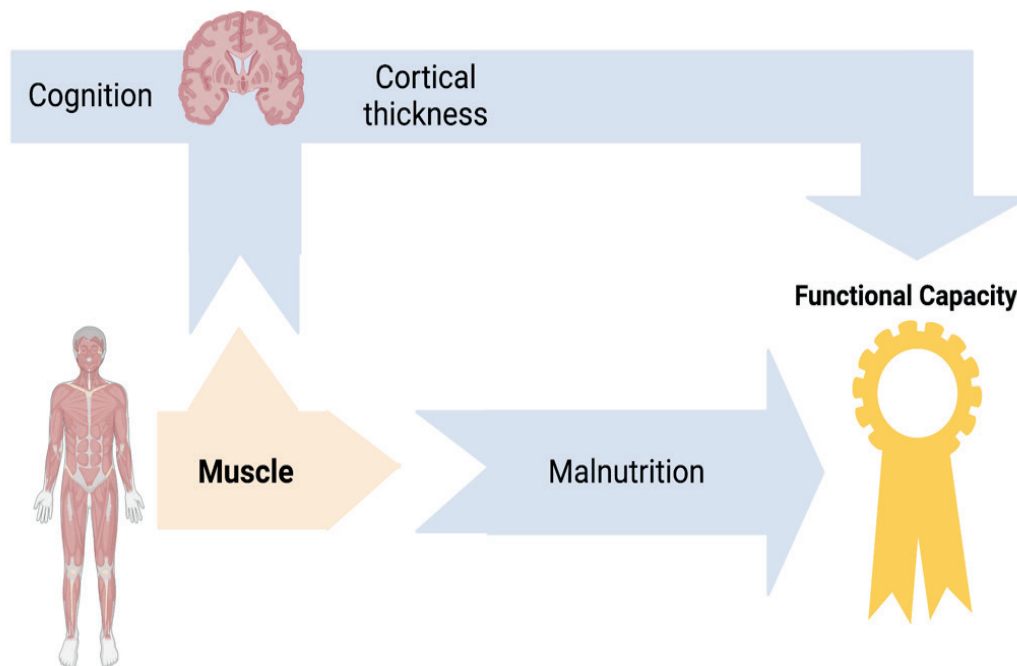 Cognition
Cortical
thickness
Functional Capacity
Muscle
Malnutrition